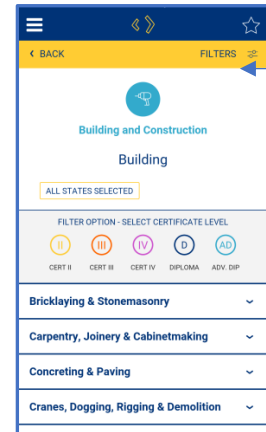 BACK FILTERS
Building and Construction
Building
ALL STATES SELECTED
FILTER OPTION - SELECT CERTIFICATE LEVEL
II III IV D AD
CERT II CERT III CERT IV DIPLOMA ADV. DIP
Bricklaying & Stonemasonry
Carpentry, Joinery & Cabinetmaking
Concreting & Paving
Cranes, Dogging, Rigging & Demolition